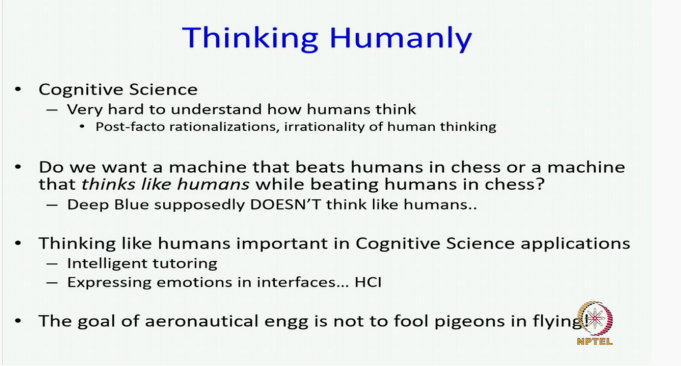 Thinking Humanly
• Cognitive Science
– Very hard to understand how humans think
• Post-facto rationalizations, irrationality of human thinking
• Do we want a machine that beats humans in chess or a machine
that thinks like humans while beating humans in chess?
– Deep Blue supposedly DOESN'T think like humans..
• Thinking like humans important in Cognitive Science applications
– Intelligent tutoring
– Expressing emotions in interfaces... HCI
• The goal of aeronautical engg is not to fool pigeons in flying!
NPTEL